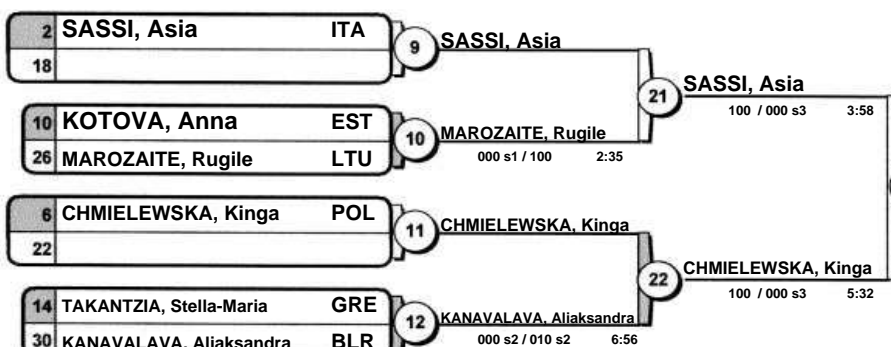 2 SASSI, Asia ITA
18
9 SASSI, Asia
21 SASSI, Asia
100 / 000 s3 3:58
10 KOTOVA, Anna EST
26 MAROZAITE, Rugile LTU
10 MAROZAITE, Rugile
000 s1 / 100 2:35
6 CHMIELEWSKA, Kinga POL
22
11 CHMIELEWSKA, Kinga
22 CHMIELEWSKA, Kinga
100 / 000 s3 5:32
14 TAKANTZIA, Stella-Maria GRE
30 KANAVALAVA, Aliaksandra BLR
12 KANAVALAVA, Aliaksandra
000 s2 / 010 s2 6:56